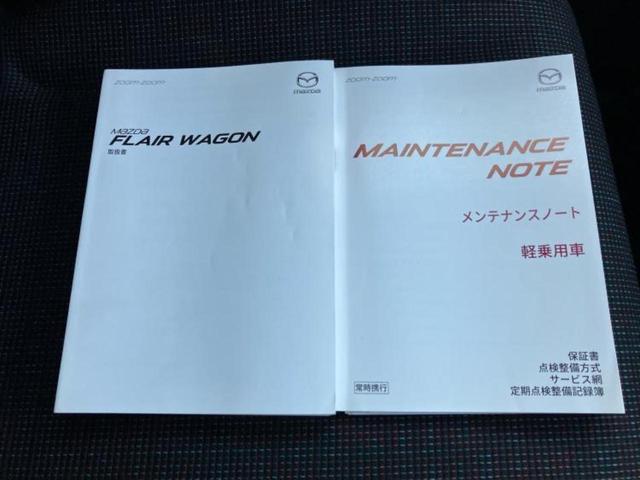 zoom-zoom
mazda
mazda
FLAIR WAGON
取扱書
zoom-zoom
mazda
MAINTENANCE
NOTE
メンテナンスノート
軽乗用車
常時携行
保証書
点検整備方式
サービス網
定期点検整備記録簿